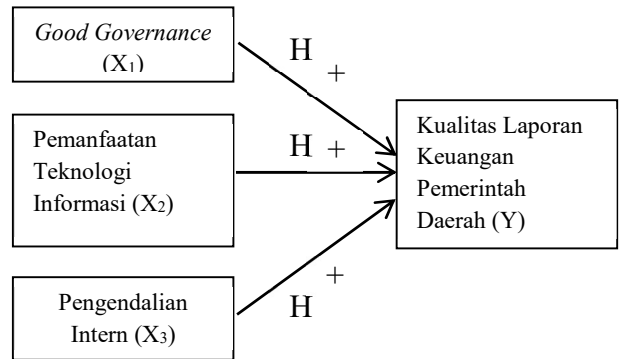 Good Governance
(X1)
H
+
Pemanfaatan
Teknologi
Informasi (X2)
H +
Kualitas Laporan
Keuangan
Pemerintah
Daerah (Y)
Pengendalian
Intern (X3)
+
H